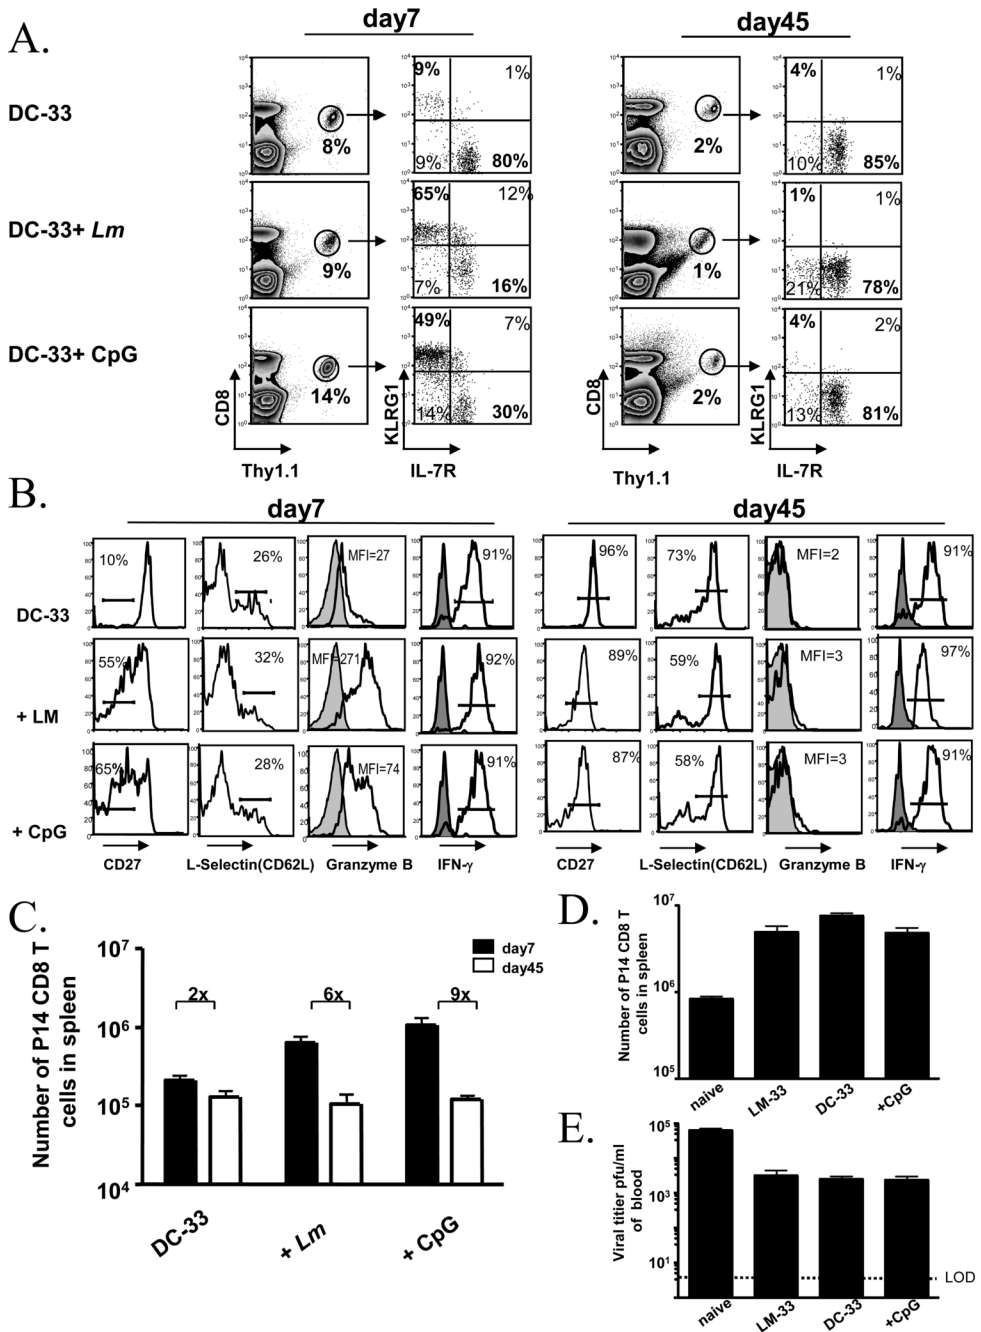 A.
day7
day45
DC-33
8%
9%
1%
9%
80%
2%
4%
1%
10%
85%
DC-33+ Lm
9%
65%
12%
7%
16%
1%
1%
1%
21%
78%
DC-33+ CpG
14%
49%
7%
14%
30%
2%
4%
2%
13%
81%
CD8
KLRG1
CD8
KLRG1
Thy1.1
IL-7R
Thy1.1
IL-7R
B.
day7
day45
DC-33
10%
26%
MFI=27
91%
96%
73%
MFI=2
91%
+ LM
55%
32%
MFI=271
92%
89%
59%
MFI=3
97%
+ CpG
65%
28%
MFI=74
91%
87%
58%
MFI=3
91%
CD27
L-Selectin(CD62L)
Granzyme B
IFN-γ
CD27
L-Selectin(CD62L)
Granzyme B
IFN-γ
C.
Number of P14 CD8 T
cells in spleen
10⁷
10⁶
10⁵
10⁴
day7
day45
2x
6x
9x
DC-33
+ Lm
+ CpG
D.
Number of P14 CD8 T
cells in spleen
10⁷
10⁶
10⁵
naive
LM-33
DC-33
+CpG
E.
Viral titier pfu/ml
of blood
10⁵
10³
10¹
LOD
naive
LM-33
DC-33
+CpG